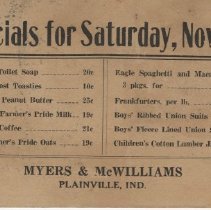 cials for Saturday, Nov
Toilet Soap 20c
ost Toasties 10c
Peanut Butter 25c
Farmer's Pride Milk 19c
Coffee 21c
er's Pride Oats 19c
Eagle Spaghetti and Mac
3 pkgs. for
Frankfurters, per lb.
Boys' Ribbed Union Suits
Boys' Fleece Lined Union
Children's Cotton Lumber J
MYERS & McWILLIAMS
PLAINVILLE, IND.